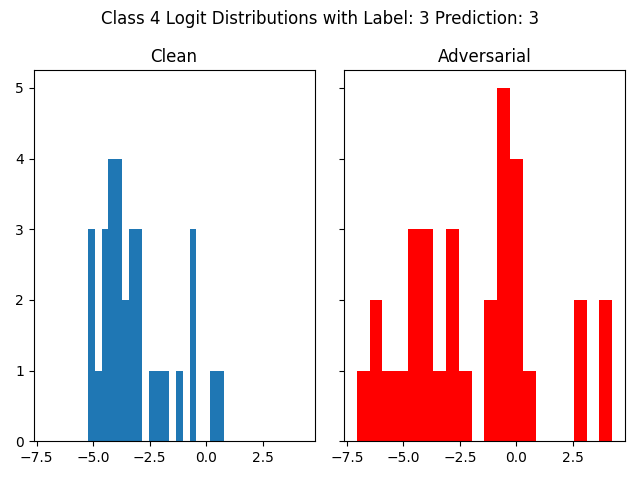 Class 4 Logit Distributions with Label: 3 Prediction: 3
Clean
Adversarial
5
4
3
2
1
0
−7.5 −5.0 −2.5 0.0 2.5
−7.5 −5.0 −2.5 0.0 2.5